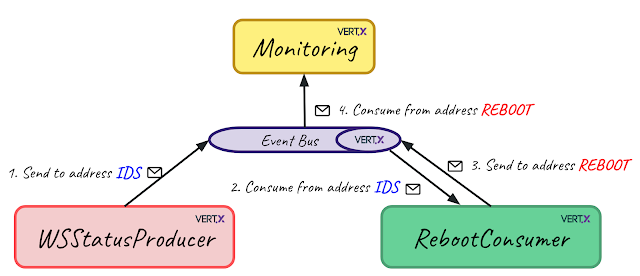 VERT.X
Monitoring
4. Consume from address REBOOT
Event Bus VERT.X
1. Send to address IDS
3. Send to address REBOOT
2. Consume from address IDS
VERT.X
WSStatusProducer
VERT.X
RebootConsumer